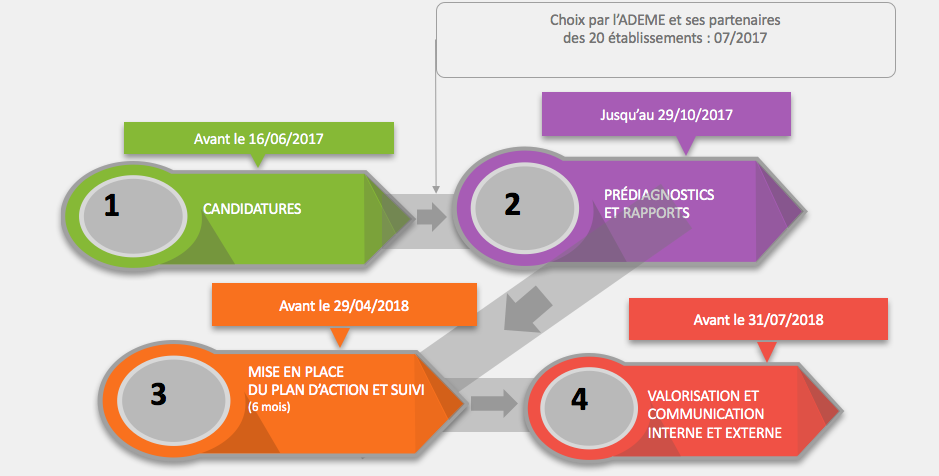 Choix par l'ADEME et ses partenaires
des 20 établissements : 07/2017
Avant le 16/06/2017
1
CANDIDATURES
Jusqu'au 29/10/2017
2
PRÉDIAGNOSTICS
ET RAPPORTS
Avant le 29/04/2018
3
MISE EN PLACE
DU PLAN D'ACTION ET SUIVI
(6 mois)
Avant le 31/07/2018
4
VALORISATION ET
COMMUNICATION
INTERNE ET EXTERNE